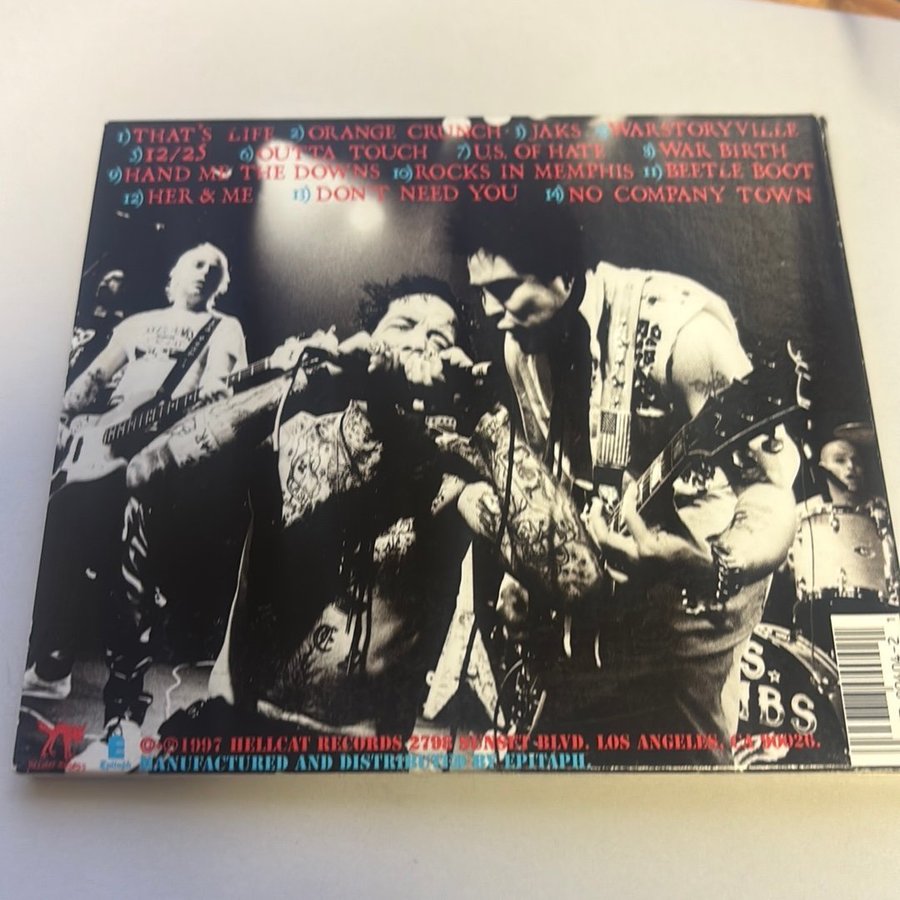 1) THAT'S LIFE 2) ORANGE CRUNCH 3) JAKS 4) WARSTORYVILLE
5) 12/25 6) OUTTA TOUCH 7) U.S. OF HATE 8) WAR BIRTH
9) HAND ME THE DOWNS 10) ROCKS IN MEMPHIS 11) BEETLE BOOT
12) HER & ME 13) DON'T NEED YOU 14) NO COMPANY TOWN
S.
MBS
E
Epitaph
℗·©1997 HELLCAT RECORDS 2798 SUNSET BLVD. LOS ANGELES, CA 90026.
MANUFACTURED AND DISTRIBUTED BY EPITAPH.